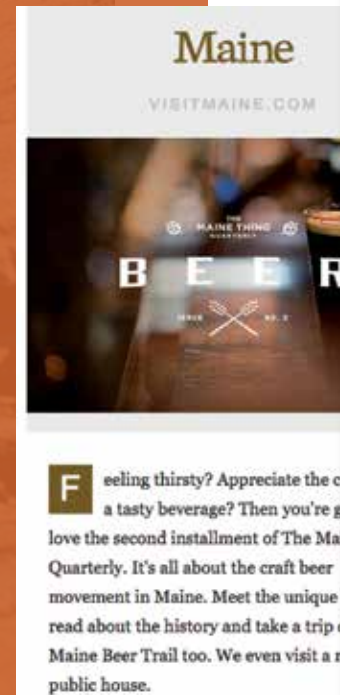 Maine
VISITMAINE.COM
THE
MAINE THING
QUARTERLY
BEER
ISSUE NO. 2
Feeling thirsty? Appreciate the c
a tasty beverage? Then you're g
love the second installment of The Ma
Quarterly. It's all about the craft beer
movement in Maine. Meet the unique
read about the history and take a trip
Maine Beer Trail too. We even visit a
public house.